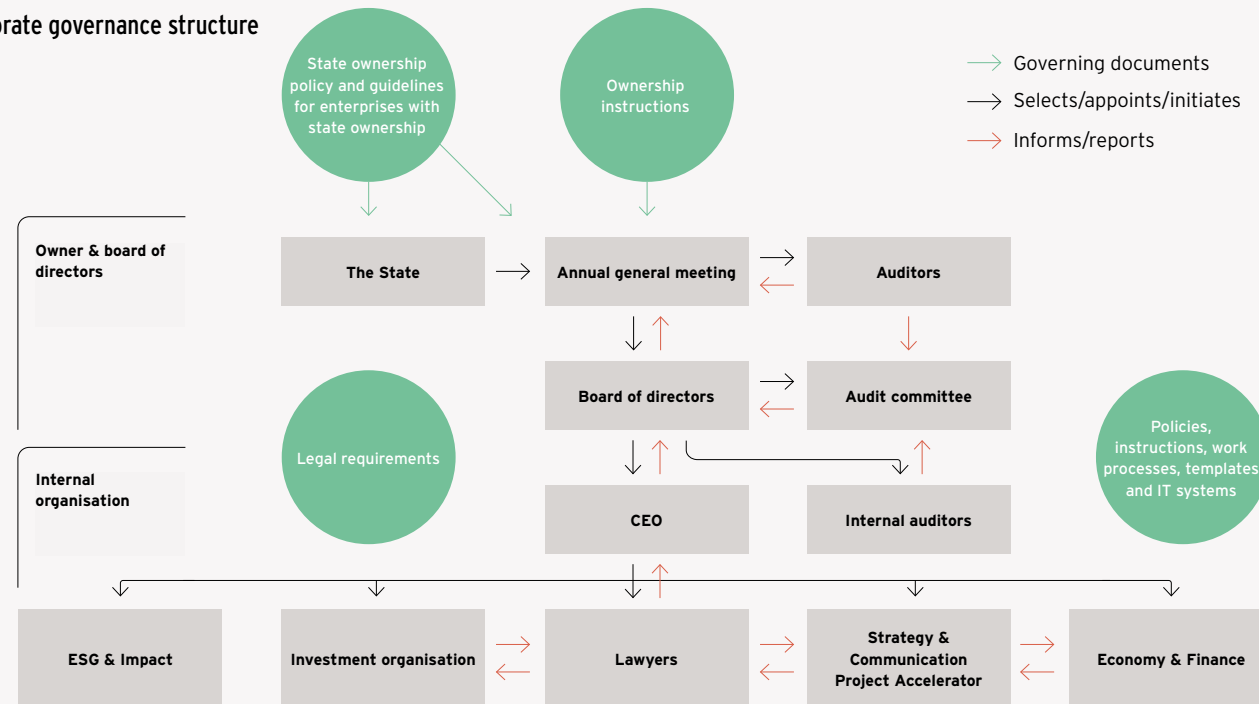 governance structure
State ownership
policy and guidelines
for enterprises with
state ownership
Ownership
instructions
Governing documents
Selects/appoints/initiates
Informs/reports
Owner & board of
directors
The State
Annual general meeting
Auditors
Board of directors
Audit committee
Legal requirements
Policies,
instructions, work
processes, templates
and IT systems
Internal
organisation
CEO
Internal auditors
ESG & Impact
Investment organisation
Lawyers
Strategy &
Communication
Project Accelerator
Economy & Finance